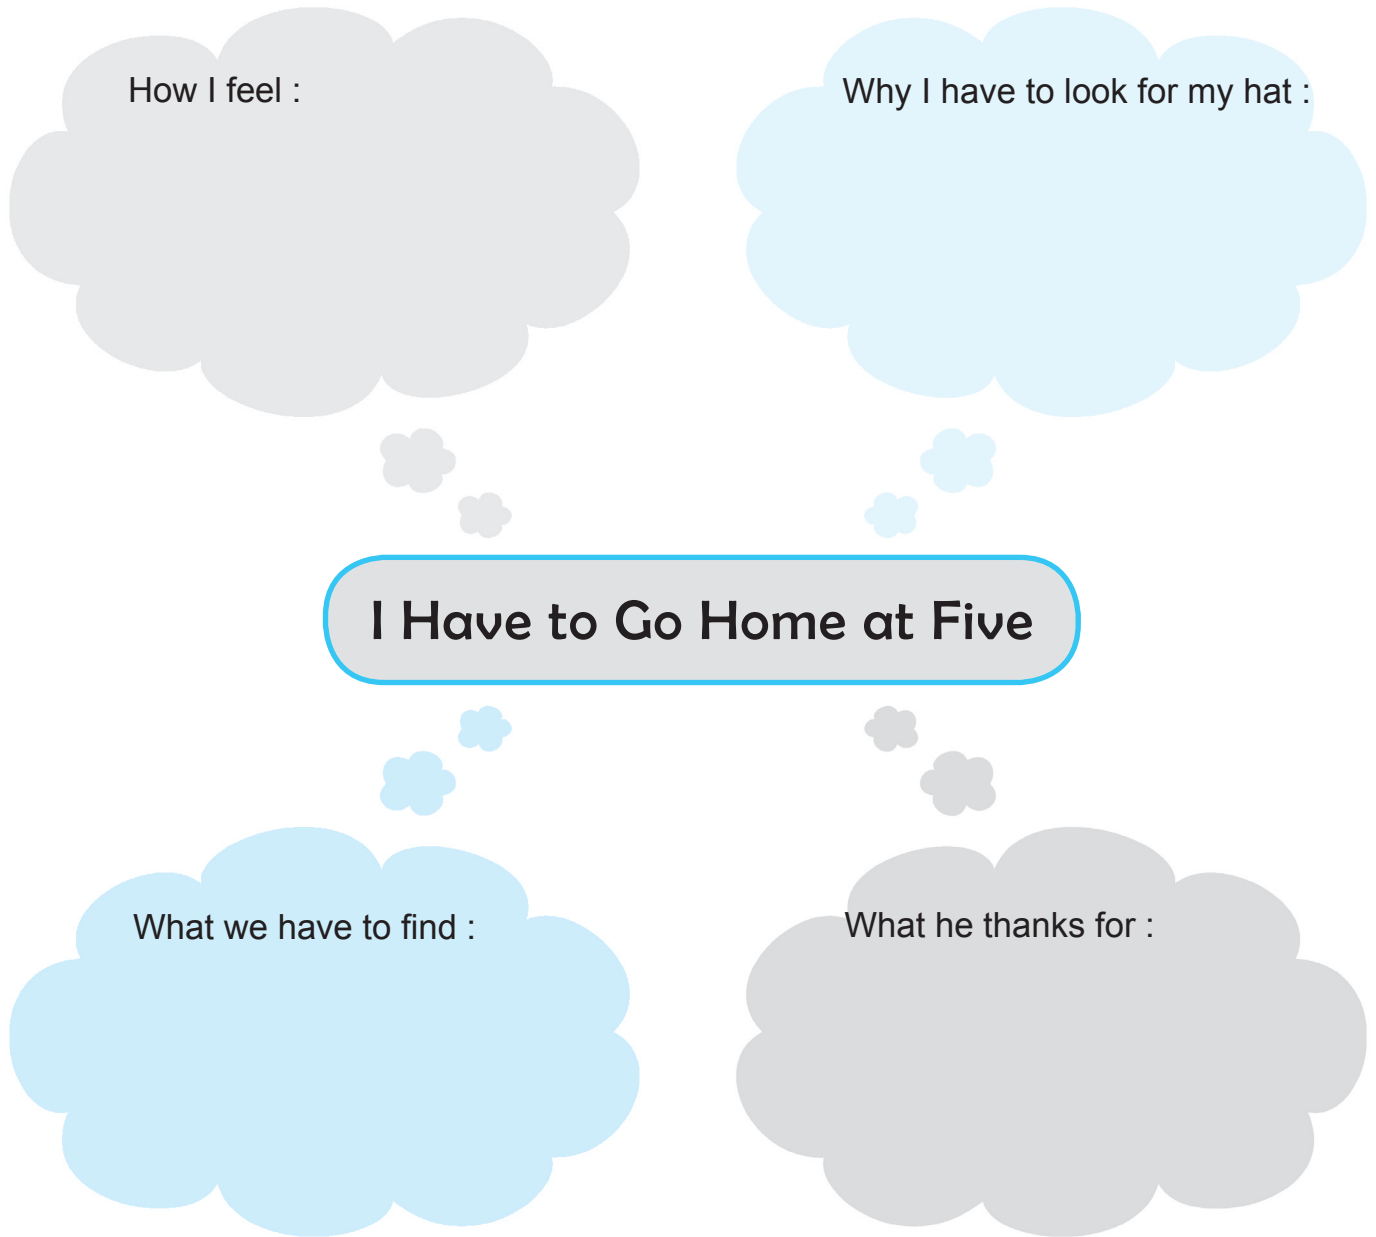 How I feel :
Why I have to look for my hat :
I Have to Go Home at Five
What we have to find :
What he thanks for :